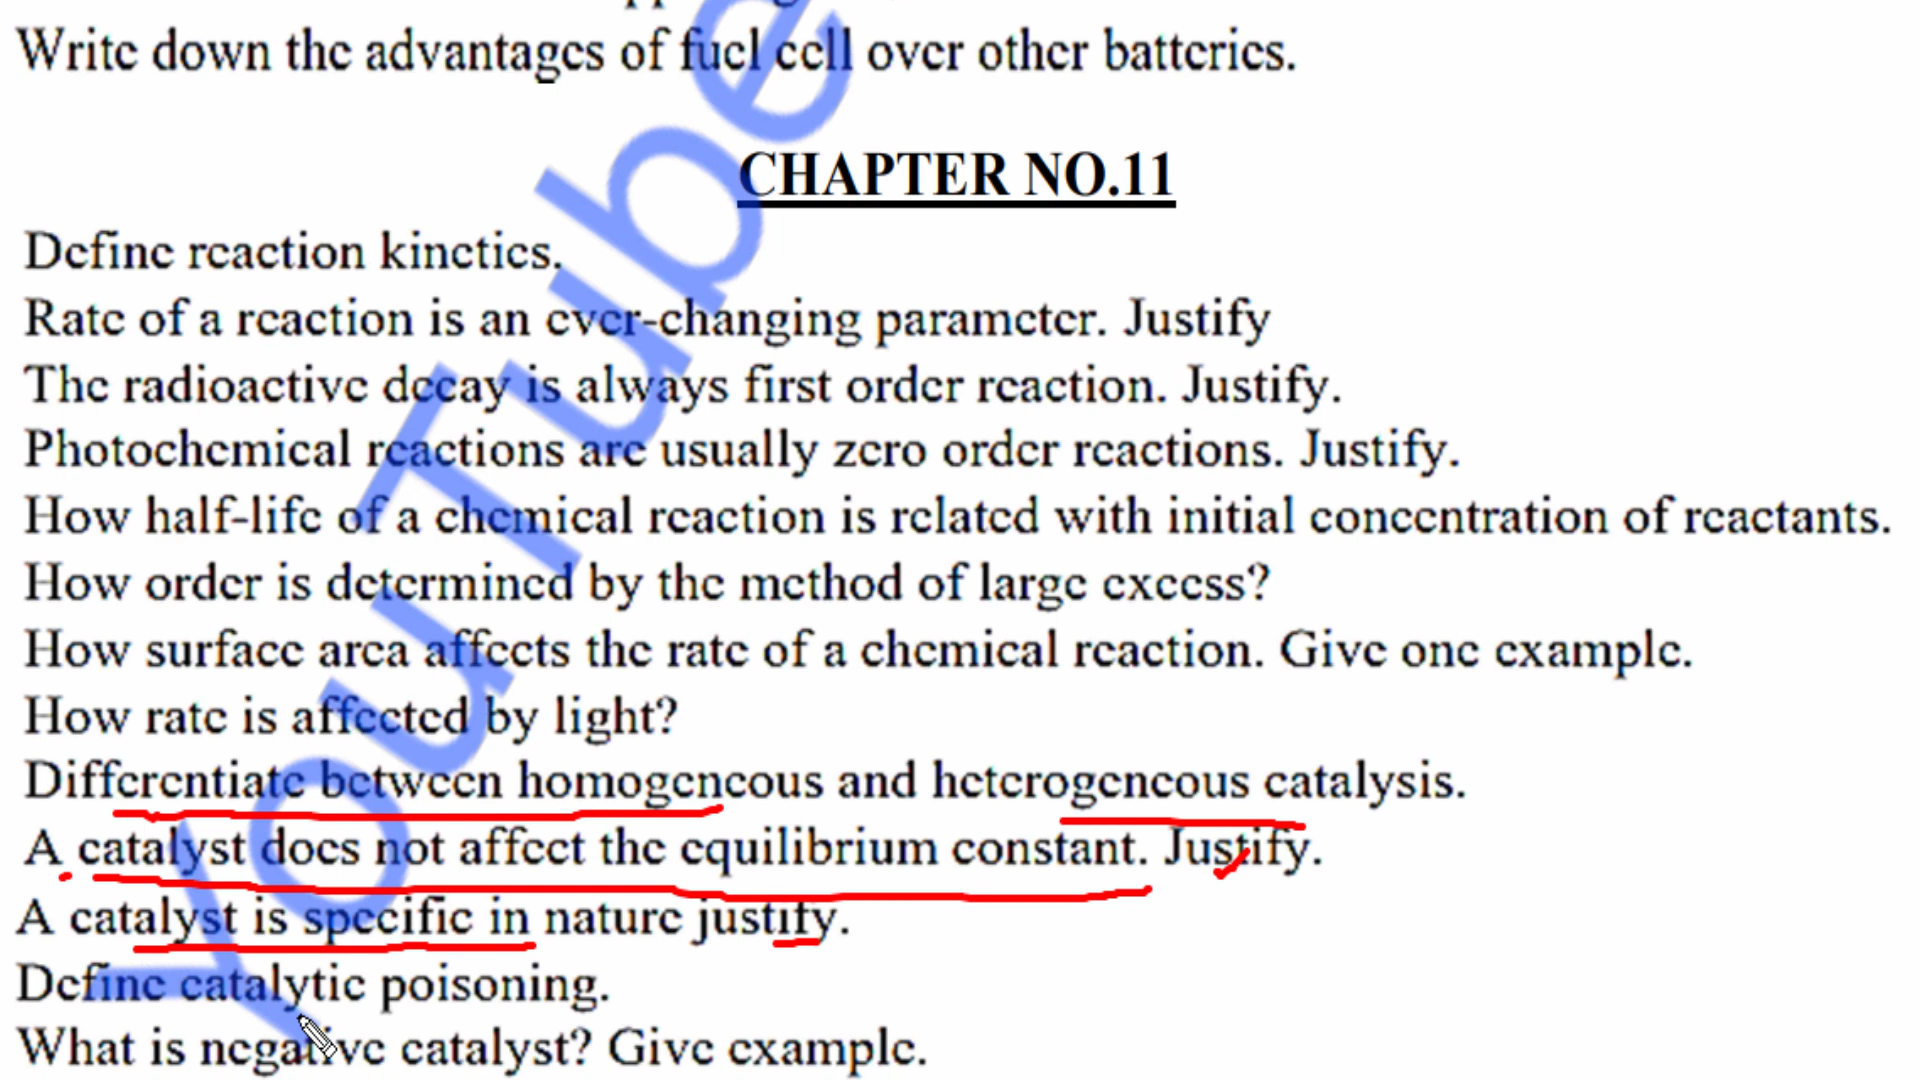 Write down the advantages of fuel cell over other batteries.
CHAPTER NO.11
Define reaction kinetics.
Rate of a reaction is an ever-changing parameter. Justify
The radioactive decay is always first order reaction. Justify.
Photochemical reactions are usually zero order reactions. Justify.
How half-life of a chemical reaction is related with initial concentration of reactants.
How order is determined by the method of large excess?
How surface area affects the rate of a chemical reaction. Give one example.
How rate is affected by light?
Differentiate between homogeneous and heterogeneous catalysis.
A catalyst does not affect the equilibrium constant. Justify.
A catalyst is specific in nature justify.
Define catalytic poisoning.
What is negative catalyst? Give example.
YouTube